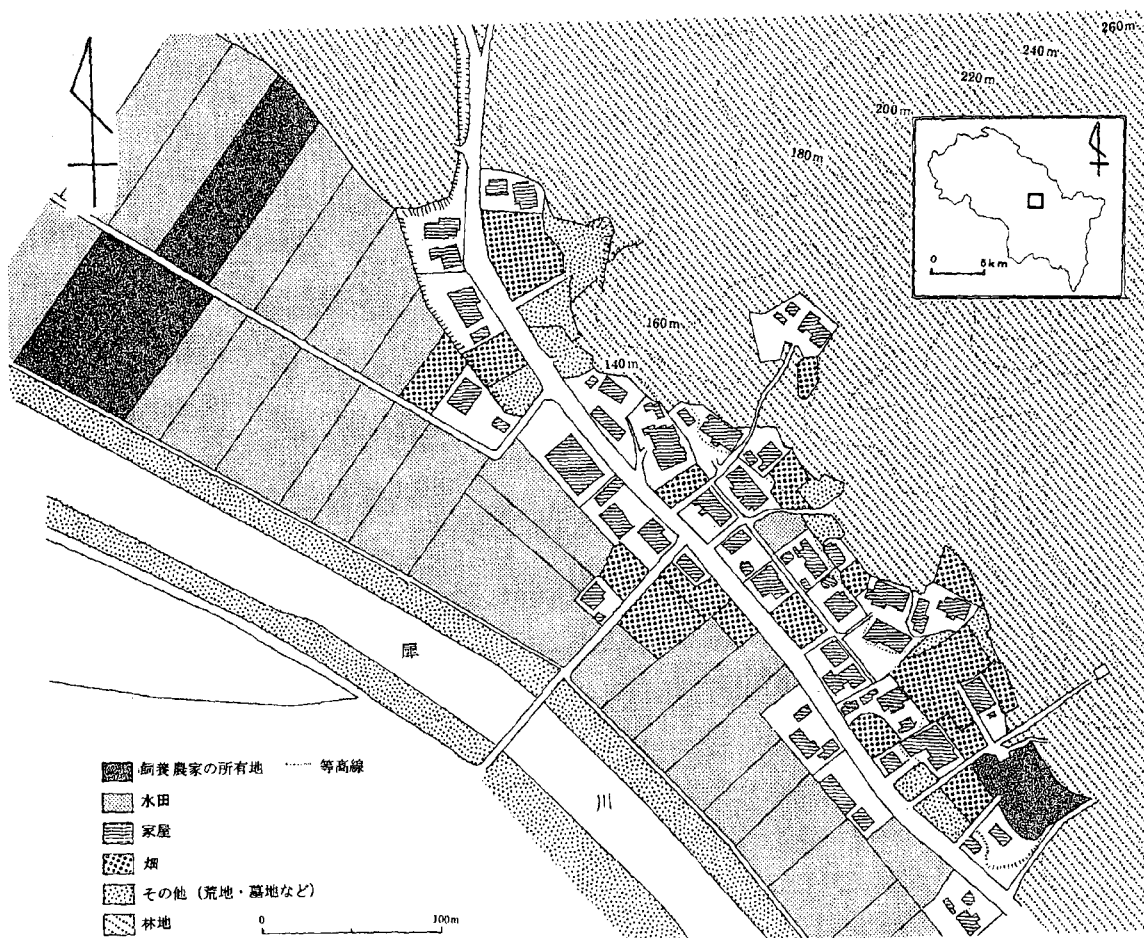 260m
240m
220m
200m
180m
160m
140m
0 5km
犀
川
飼養農家の所有地 等高線
水田
家屋
畑
その他 (荒地・墓地など)
林地
0 100m